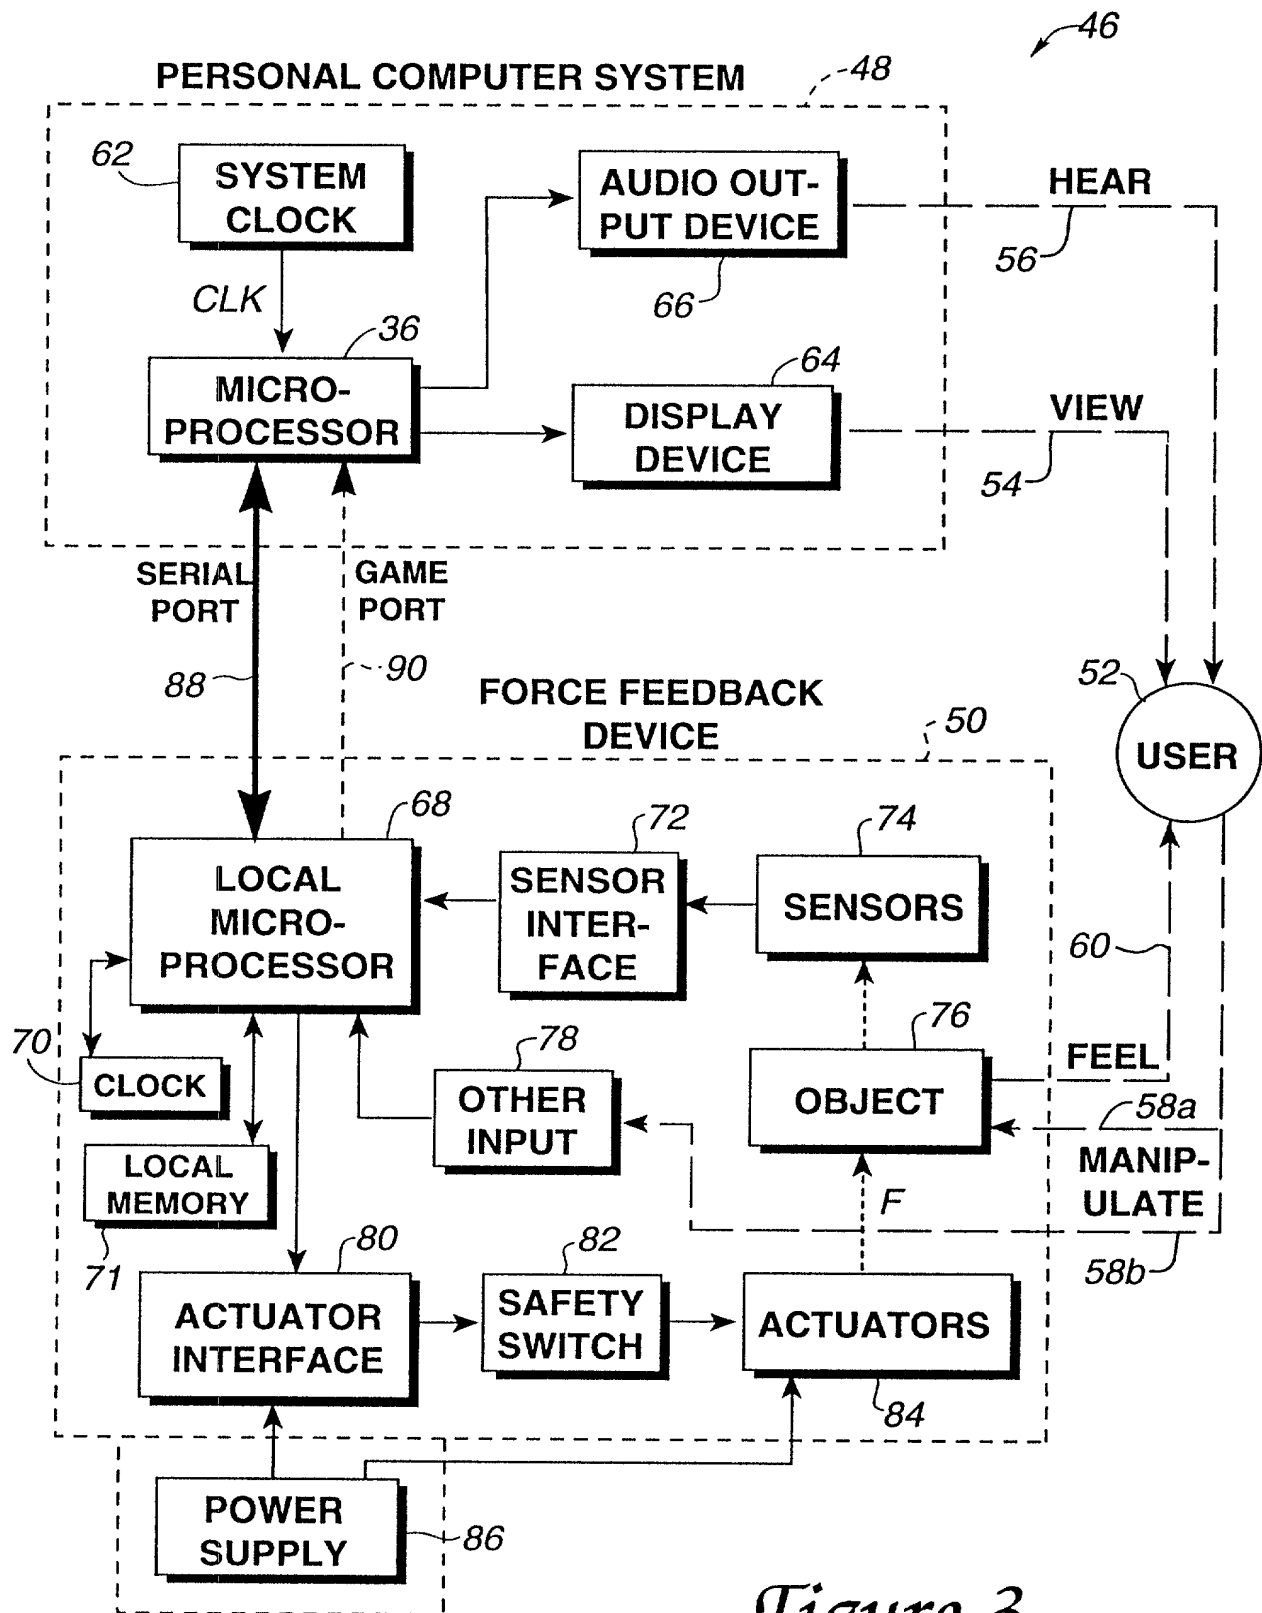 46
PERSONAL COMPUTER SYSTEM
48
62
SYSTEM
CLOCK
AUDIO OUT-
PUT DEVICE
HEAR
56
66
CLK
36
MICRO-
PROCESSOR
64
DISPLAY
DEVICE
VIEW
54
SERIAL
PORT
GAME
PORT
88
90
FORCE FEEDBACK
DEVICE
50
52
USER
68
LOCAL
MICRO-
PROCESSOR
72
SENSOR
INTER-
FACE
74
SENSORS
60
70
CLOCK
78
OTHER
INPUT
76
OBJECT
FEEL
58a
MANIP-
ULATE
58b
LOCAL
MEMORY
71
F
80
ACTUATOR
INTERFACE
82
SAFETY
SWITCH
ACTUATORS
84
POWER
SUPPLY
86
Figure 3